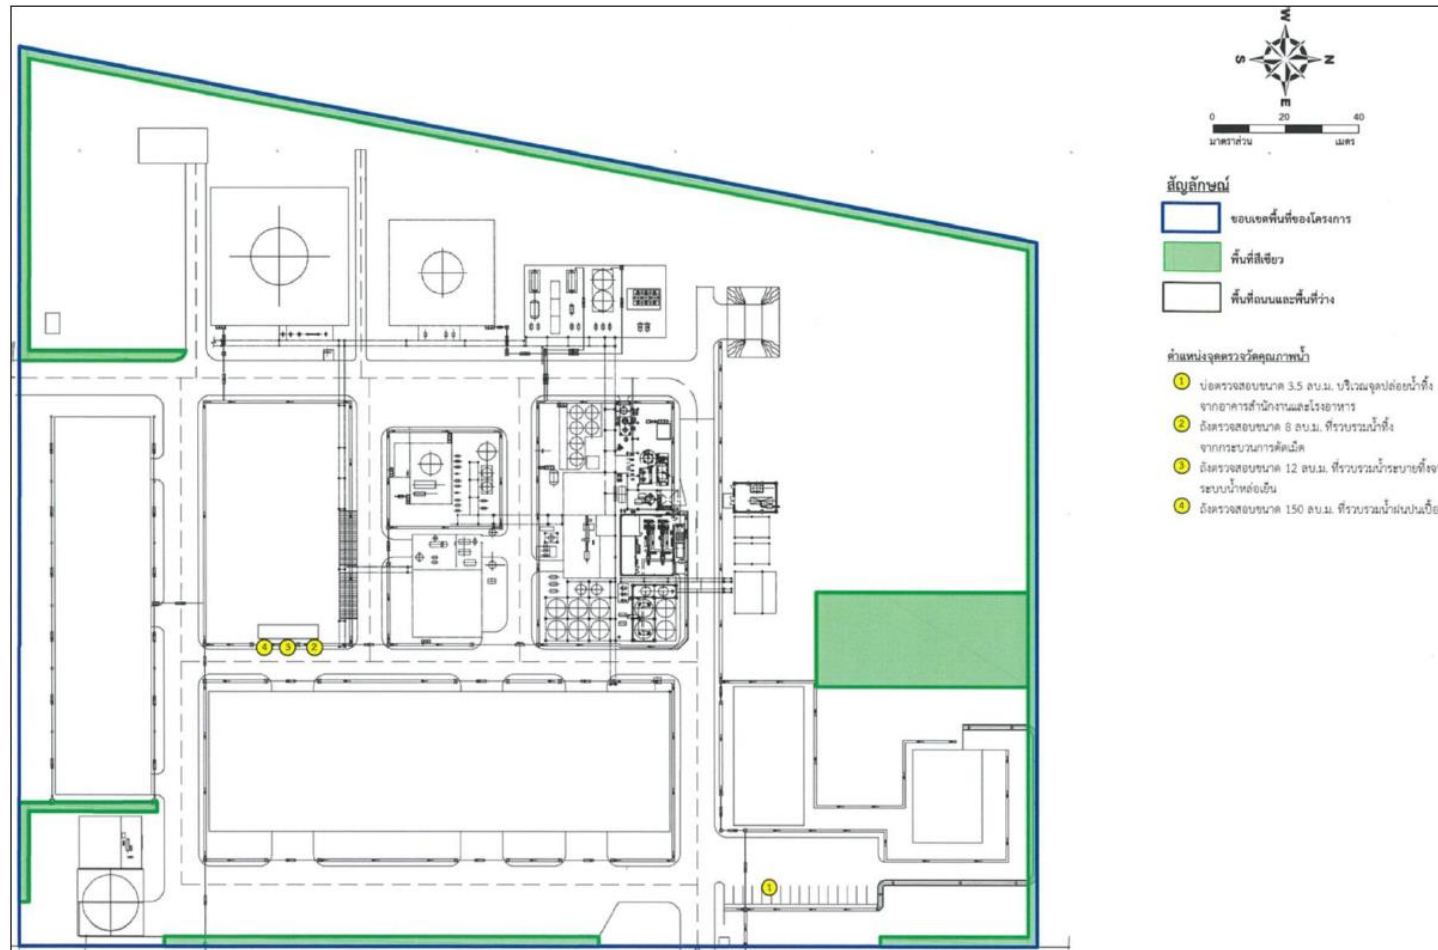 W
S N
E
0 20 40
มาตราส่วน เมตร
สัญลักษณ์
ขอบเขตพื้นที่ของโครงการ
พื้นที่สีเขียว
พื้นที่ถนนและพื้นที่ว่าง
ตำแหน่งจุดตรวจวัดคุณภาพน้ำ
1 บ่อตรวจสอบขนาด 3.5 ลบ.ม. บริเวณจุดปล่อยน้ำทิ้ง
จากอาคารสำนักงานและโรงอาหาร
2 ถังตรวจสอบขนาด 8 ลบ.ม. ที่รวบรวมน้ำทิ้ง
จากกระบวนการตัดเม็ด
3 ถังตรวจสอบขนาด 12 ลบ.ม. ที่รวบรวมน้ำระบายทิ้งจา
ระบบน้ำหล่อเย็น
4 ถังตรวจสอบขนาด 150 ลบ.ม. ที่รวบรวมน้ำฝนปนเปื้อ
4 3 2
1